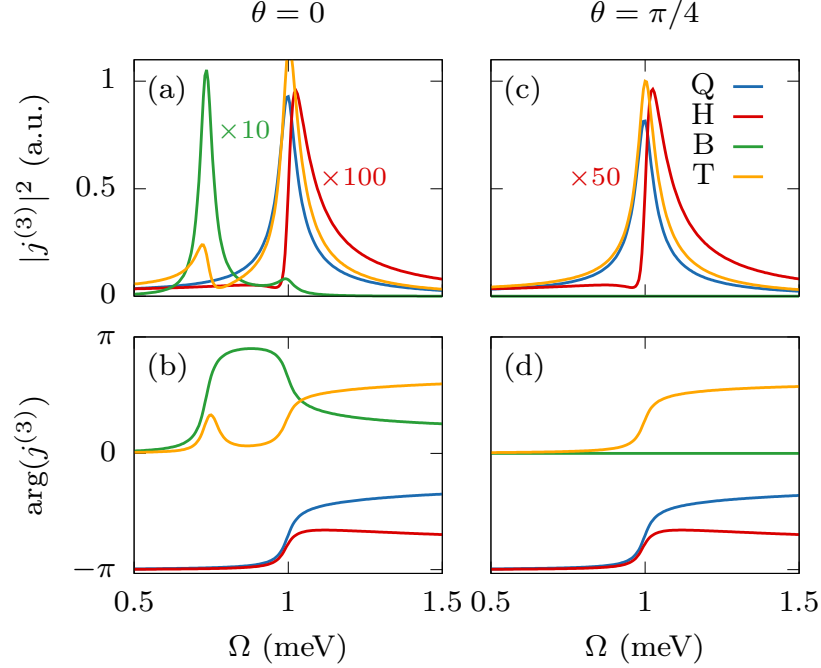 θ = 0
θ = π/4
|j⁽³⁾|² (a.u.)
1
0.5
0
(a)
×10
×100
(c)
×50
Q
H
B
T
arg(j⁽³⁾)
π
0
−π
(b)
(d)
0.5
1
1.5
0.5
1
1.5
Ω (meV)
Ω (meV)